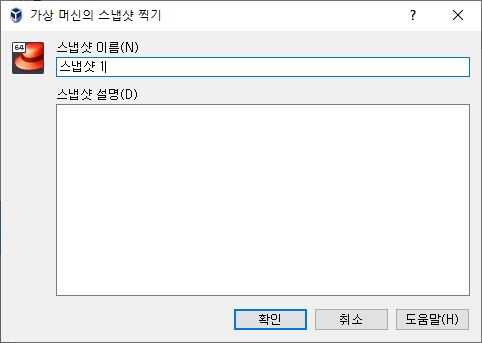 가상 머신의 스냅샷 찍기
?
64
스냅샷 이름(N)
스냅샷 1
스냅샷 설명(D)
확인
취소
도움말(H)